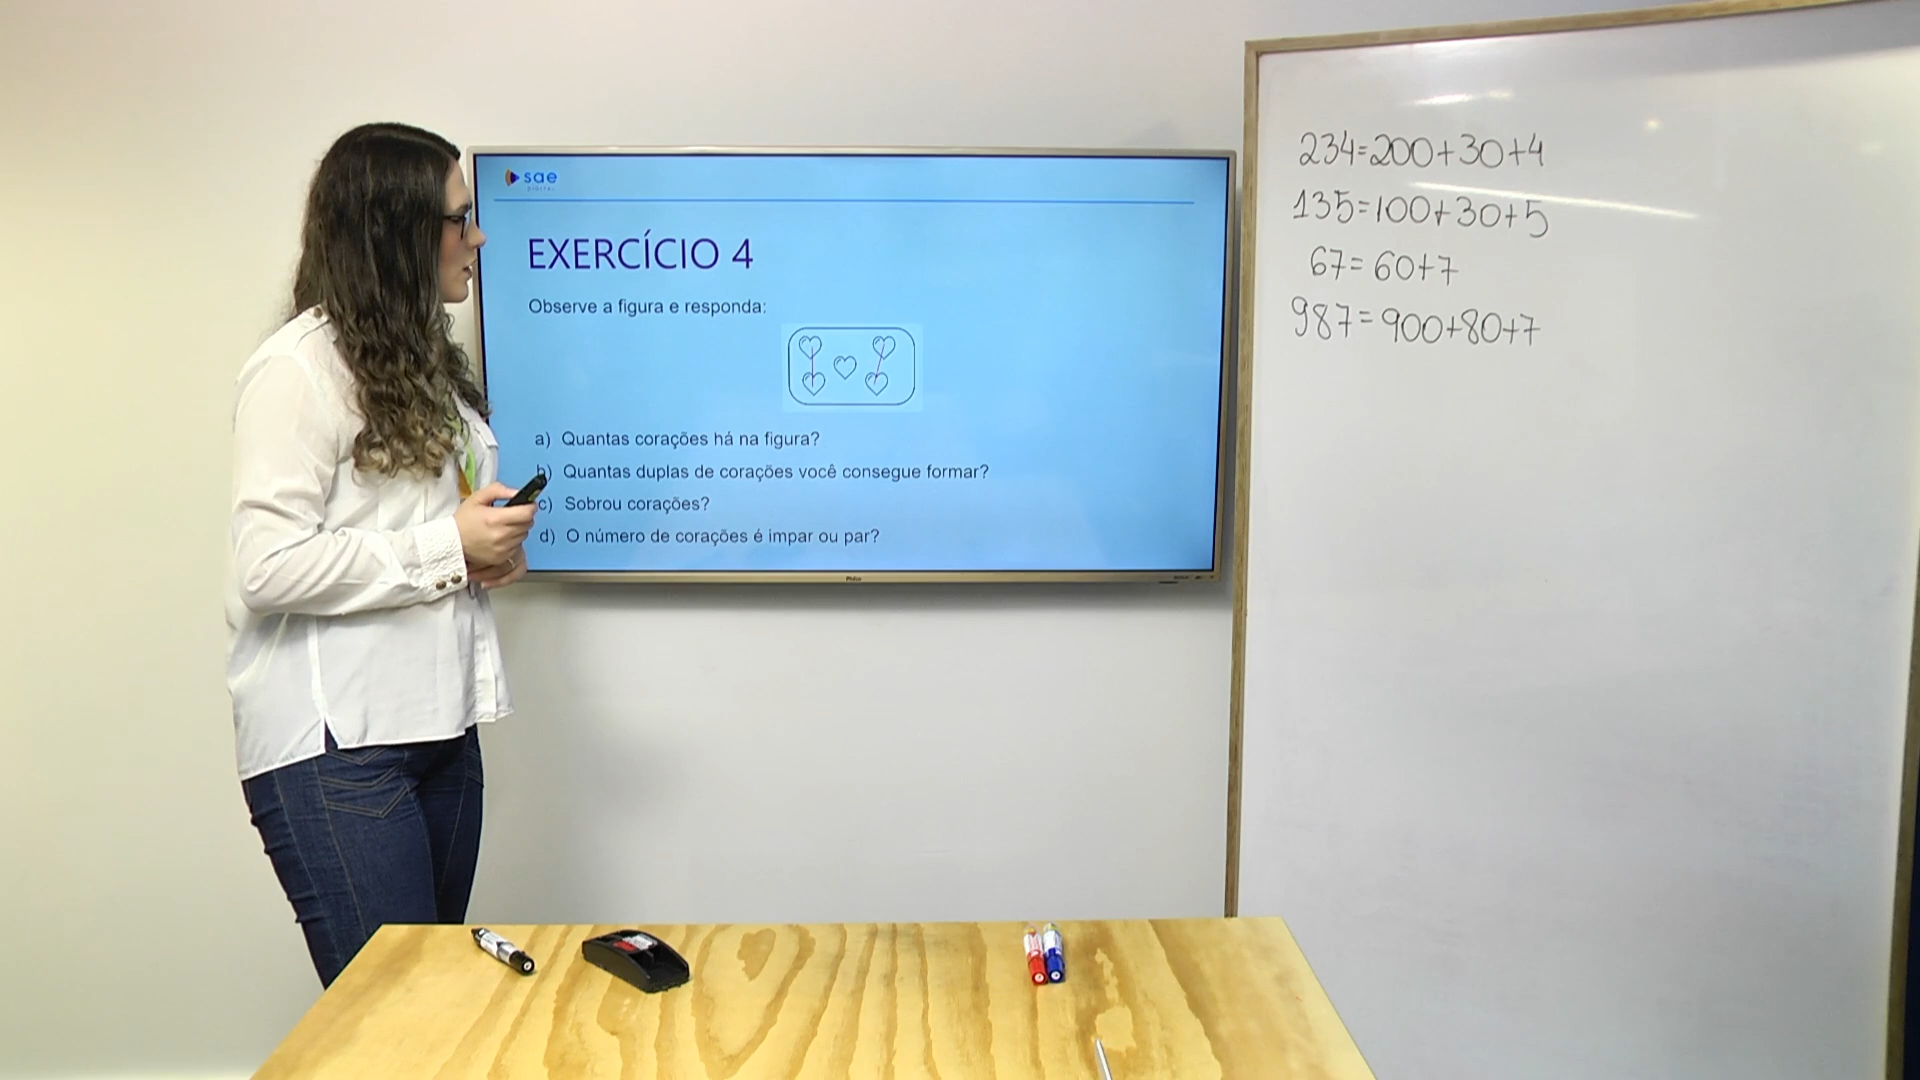 sae
DIGITAL
EXERCÍCIO 4
Observe a figura e responda:
a) Quantas corações há na figura?
b) Quantas duplas de corações você consegue formar?
c) Sobrou corações?
d) O número de corações é impar ou par?
Philco
234=200+30+4
135=100+30+5
67=60+7
987=900+80+7